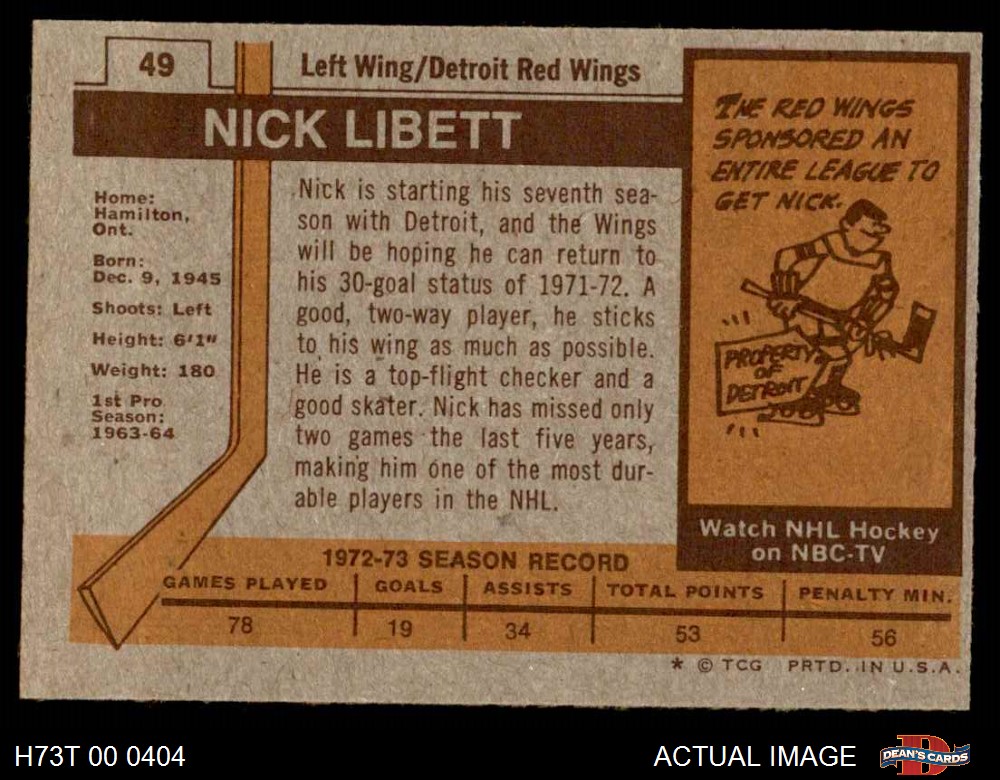 49
Left Wing/Detroit Red Wings
NICK LIBETT
Home:
Hamilton,
Ont.
Born:
Dec. 9, 1945
Shoots: Left
Height: 6'1"
Weight: 180
1st Pro
Season:
1963-64
Nick is starting his seventh sea-
son with Detroit, and the Wings
will be hoping he can return to
his 30-goal status of 1971-72. A
good, two-way player, he sticks
to his wing as much as possible.
He is a top-flight checker and a
good skater. Nick has missed only
two games the last five years,
making him one of the most dur-
able players in the NHL.
THE RED WINGS
SPONSORED AN
ENTIRE LEAGUE TO
GET NICK.
PROPERTY
OF
DETROIT
Watch NHL Hockey
on NBC-TV
1972-73 SEASON RECORD
GAMES PLAYED GOALS ASSISTS TOTAL POINTS PENALTY MIN.
78 19 34 53 56
* © TCG PRTD. IN U.S.A.
H73T 00 0404 ACTUAL IMAGE DEAN'S CARDS